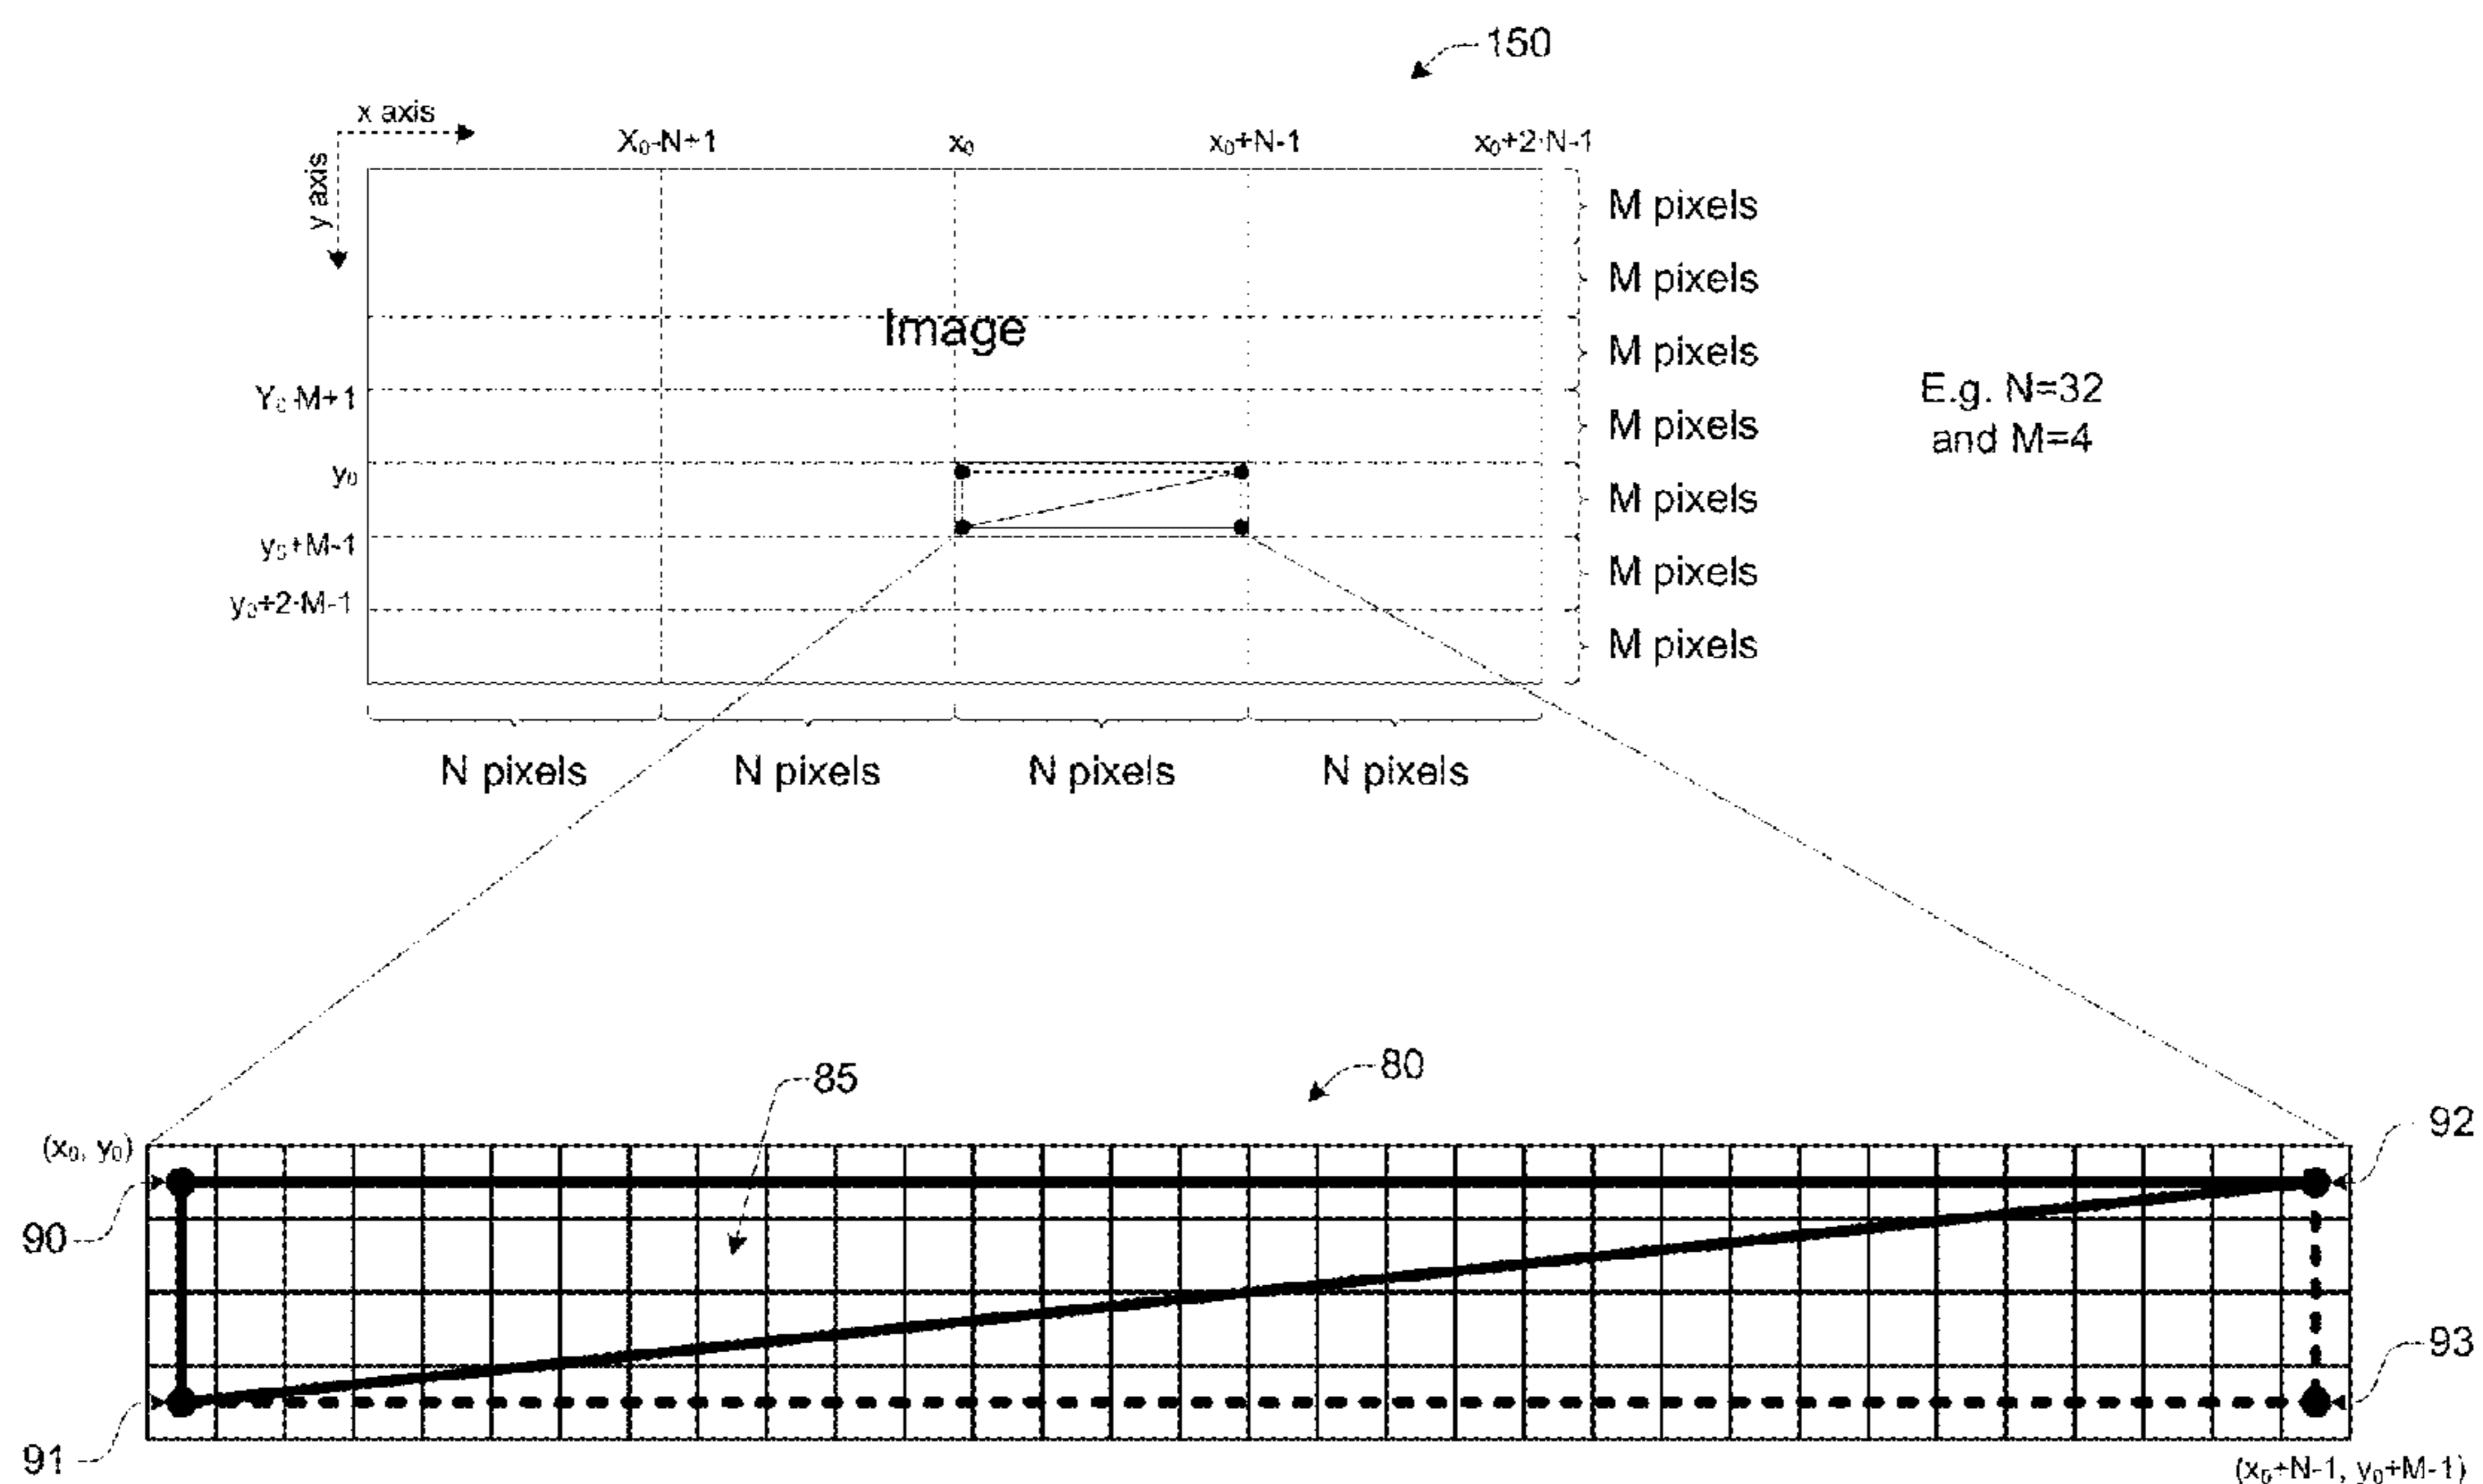 150
x axis
y axis
X₀-N+1
x₀
x₀+N-1
x₀+2·N-1
Image
Y₀-M+1
y₀
y₀+M-1
y₀+2·M-1
M pixels
M pixels
M pixels
M pixels
M pixels
M pixels
M pixels
E.g. N=32
and M=4
N pixels
N pixels
N pixels
N pixels
85
80
92
(x₀, y₀)
90
93
91
(x₀+N-1, y₀+M-1)